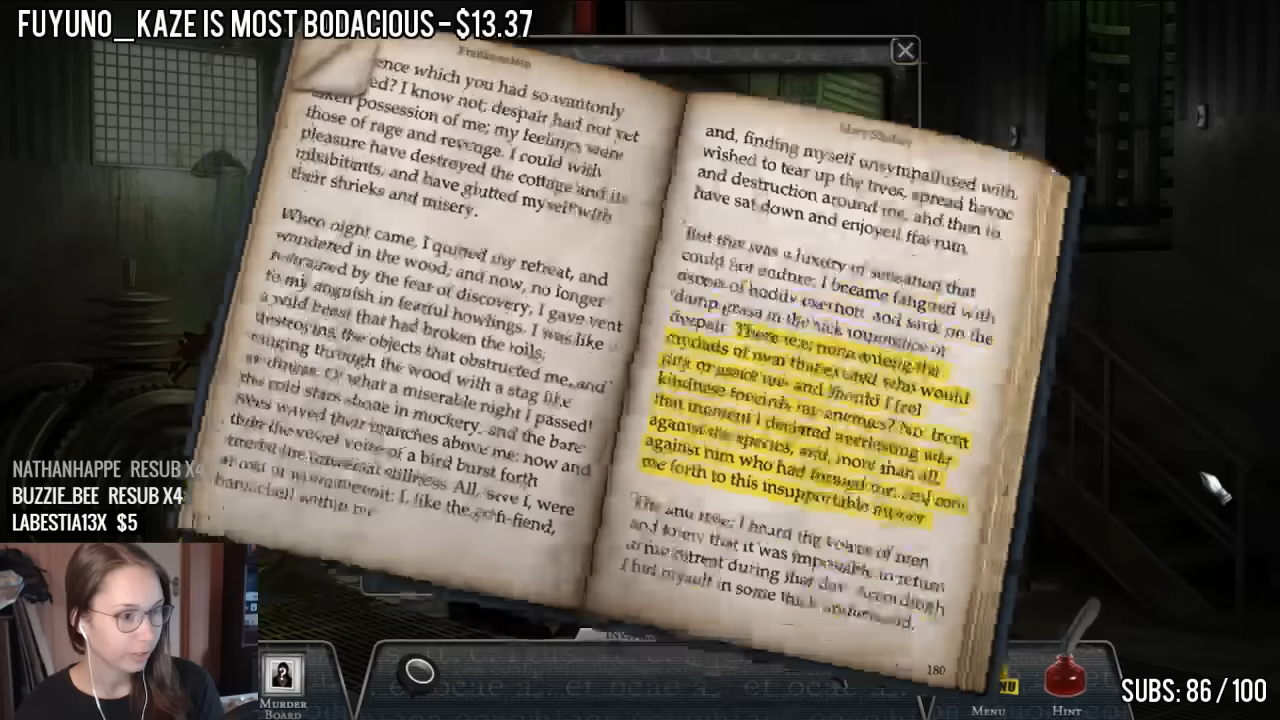 FUYUNO_KAZE IS MOST BODACIOUS - $13.37
Frankenstein
ence which you had so wantonly
ed? I know not; despair had not yet
taken possession of me; my feelings were
those of rage and revenge. I could with
pleasure have destroyed the cottage and its
inhabitants, and have glutted myself with
their shrieks and misery.
When night came, I quitted my retreat, and
wandered in the wood; and now, no longer
restrained by the fear of discovery, I gave vent
to my anguish in fearful howlings. I was like
a wild beast that had broken the toils;
destroying the objects that obstructed me, and
ranging through the wood with a stag like
what a miserable night I passed!
the cold stars shone in mockery, and the bare
trees waved their branches above me: now and
then the sweet voice of a bird burst forth
amidst the universal stillness. All, save I, were
at rest or in enjoyment: I, like the arch-fiend,
within me
Mary Shelley
and, finding myself unsympathised with,
wished to tear up the trees, spread havoc
and destruction around me, and then to
have sat down and enjoyed the ruin.
But this was a luxury of sensation that
could not endure; I became fatigued with
excess of bodily exertion and sank on the
damp grass in the sick impotence of
despair. There was none among the
myriads of men that existed who would
pity or assist me; and should I feel
kindness towards my enemies? No: from
that moment I declared everlasting war
against the species, and, more than all,
against him who had formed me and sent
me forth to this insupportable misery
I heard the voices of men
and knew that it was impossible to return
to my retreat during that day. Accordingly
I hid myself in some thick underwood,
180
NATHANHAPPE RESUB X4
BUZZIE_BEE RESUB X4
LABESTIA13X $5
MURDER
BOARD
MENU
HINT
SUBS: 86 / 100